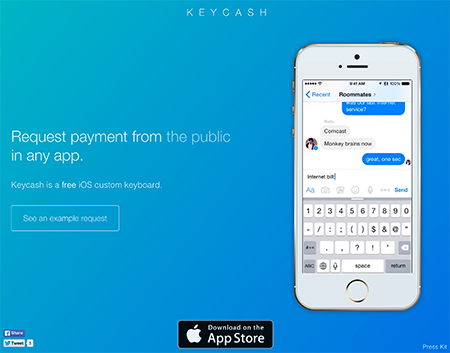 KEYCASH
Request payment from the public
in any app.
Keycash is a free iOS custom keyboard.
See an example request
9:41 AM
Recent
Roommates
was our last internet
service?
Comcast
Monkey brains now
great, one sec
internet bill
Aa
Send
1 2 3 4 5 6 7 8 9 0
- / : ; ( ) $ & @ "
#+= . , ? ! '
ABC space return
Share
Tweet 5
Download on the
App Store
Press Kit